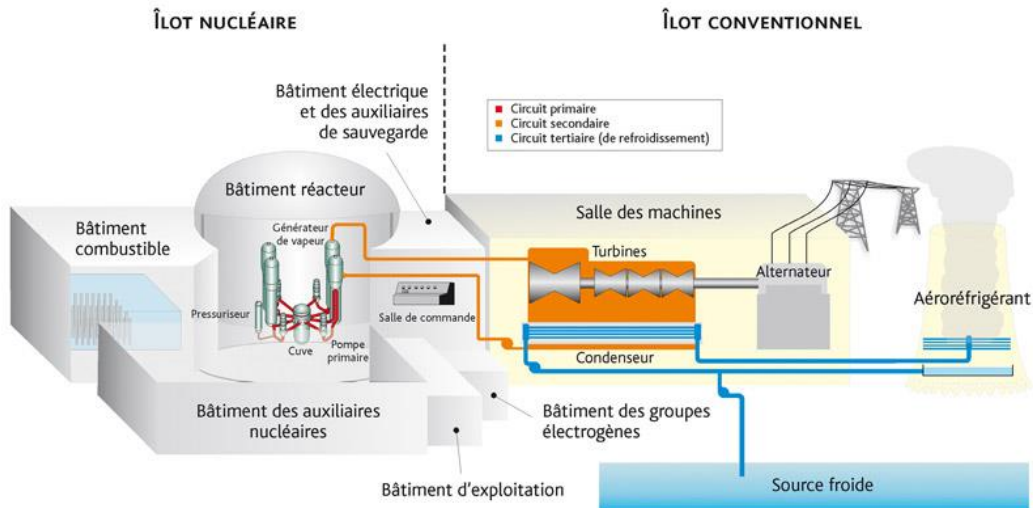 ÎLOT NUCLÉAIRE
ÎLOT CONVENTIONNEL
Bâtiment électrique
et des auxiliaires
de sauvegarde
Circuit primaire
Circuit secondaire
Circuit tertiaire (de refroidissement)
Bâtiment réacteur
Bâtiment
combustible
Générateur
de vapeur
Salle des machines
Turbines
Alternateur
Aéroréfrigérant
Pressuriseur
Salle de commande
Cuve
Pompe
primaire
Condenseur
Bâtiment des auxiliaires
nucléaires
Bâtiment des groupes
électrogènes
Bâtiment d'exploitation
Source froide